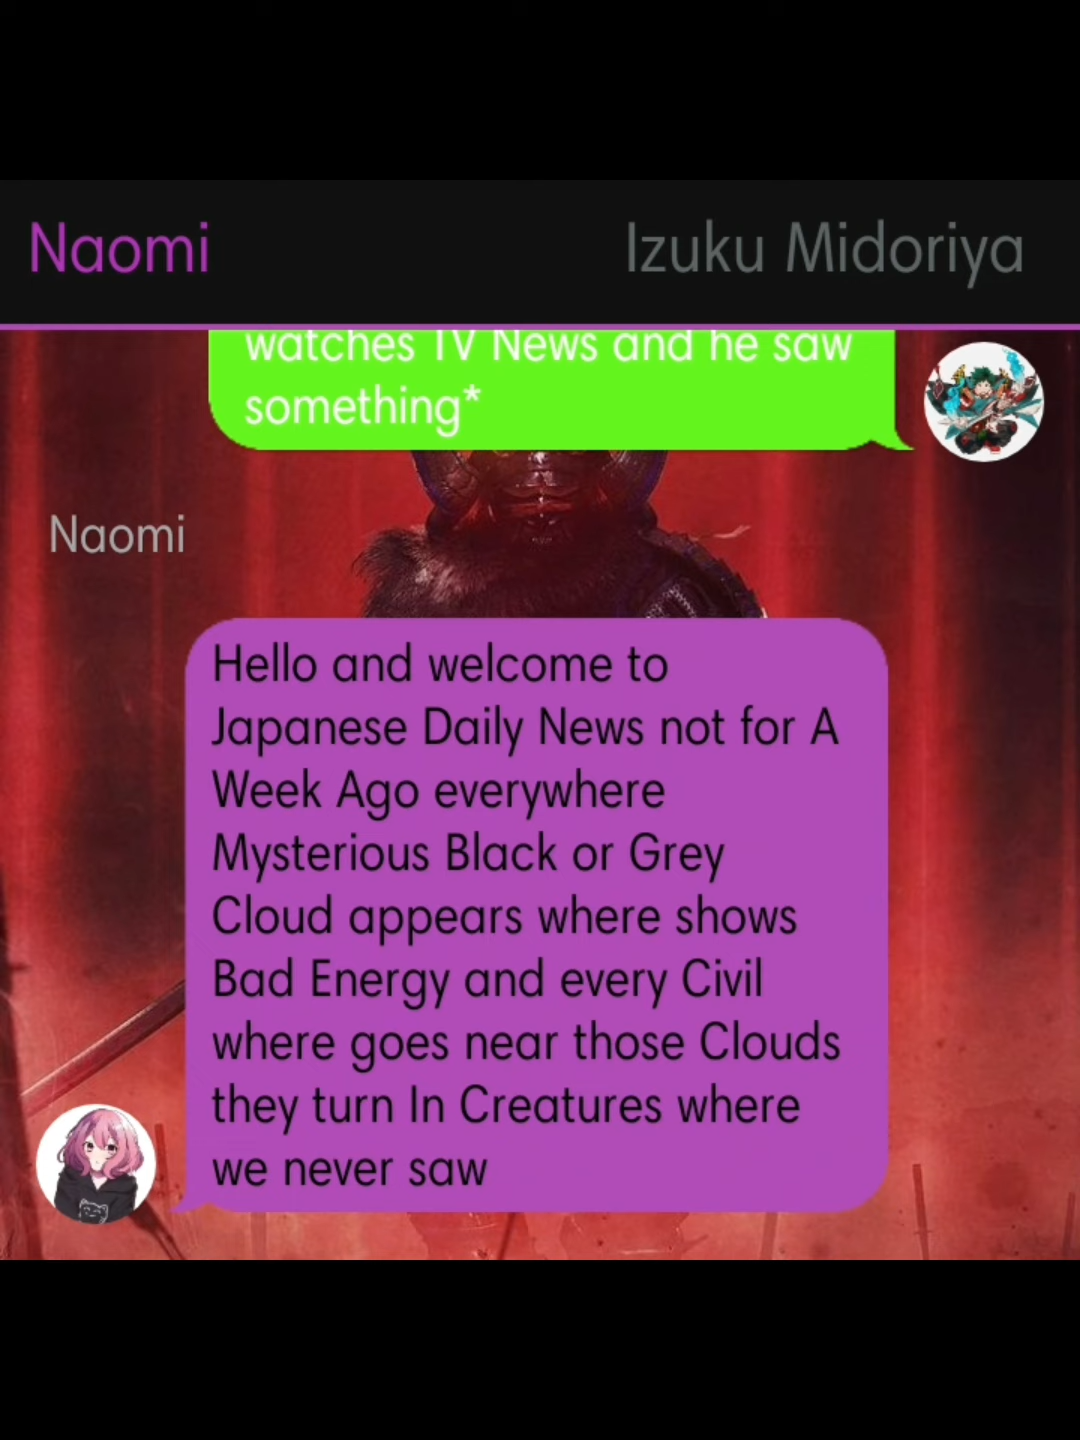 Naomi
Izuku Midoriya
watches TV News and he saw
something*
Naomi
Hello and welcome to
Japanese Daily News not for A
Week Ago everywhere
Mysterious Black or Grey
Cloud appears where shows
Bad Energy and every Civil
where goes near those Clouds
they turn In Creatures where
we never saw